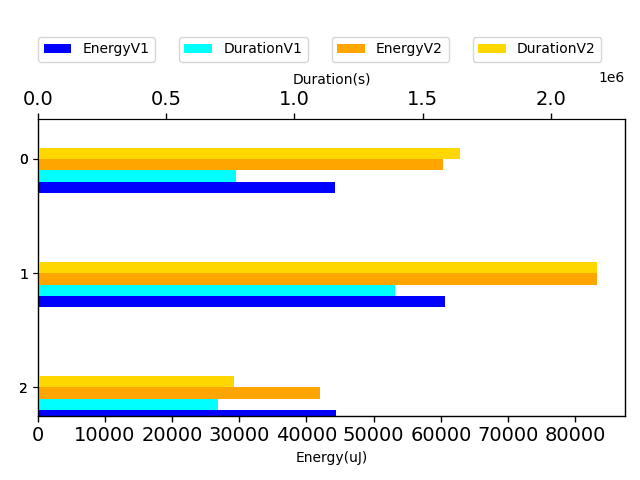 EnergyV1 DurationV1 EnergyV2 DurationV2
Duration(s)
1e6
0.0 0.5 1.0 1.5 2.0
0
1
2
0 10000 20000 30000 40000 50000 60000 70000 80000
Energy(uJ)